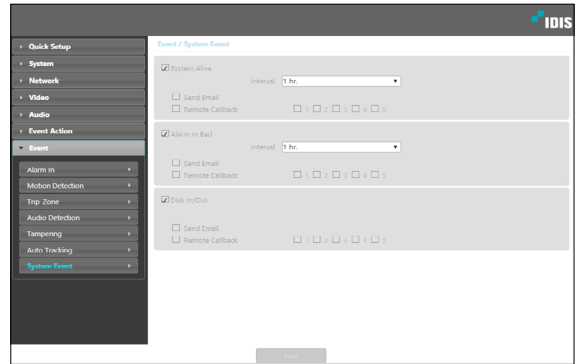 IDIS
Quick Setup
System
Network
Video
Audio
Event Action
Event
Alarm In
Motion Detection
Trip Zone
Audio Detection
Tampering
Auto Tracking
System Event
Event / System Event
System Alive
Interval 1 hr.
Send Email
Remote Callback 1 2 3 4 5
Alarm In Bad
Interval 1 hr.
Send Email
Remote Callback 1 2 3 4 5
Disk In/Out
Send Email
Remote Callback 1 2 3 4 5
Save